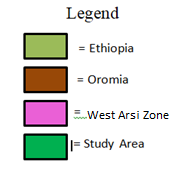 Legend
= Ethiopia
= Oromia
= West Arsi Zone
= Study Area